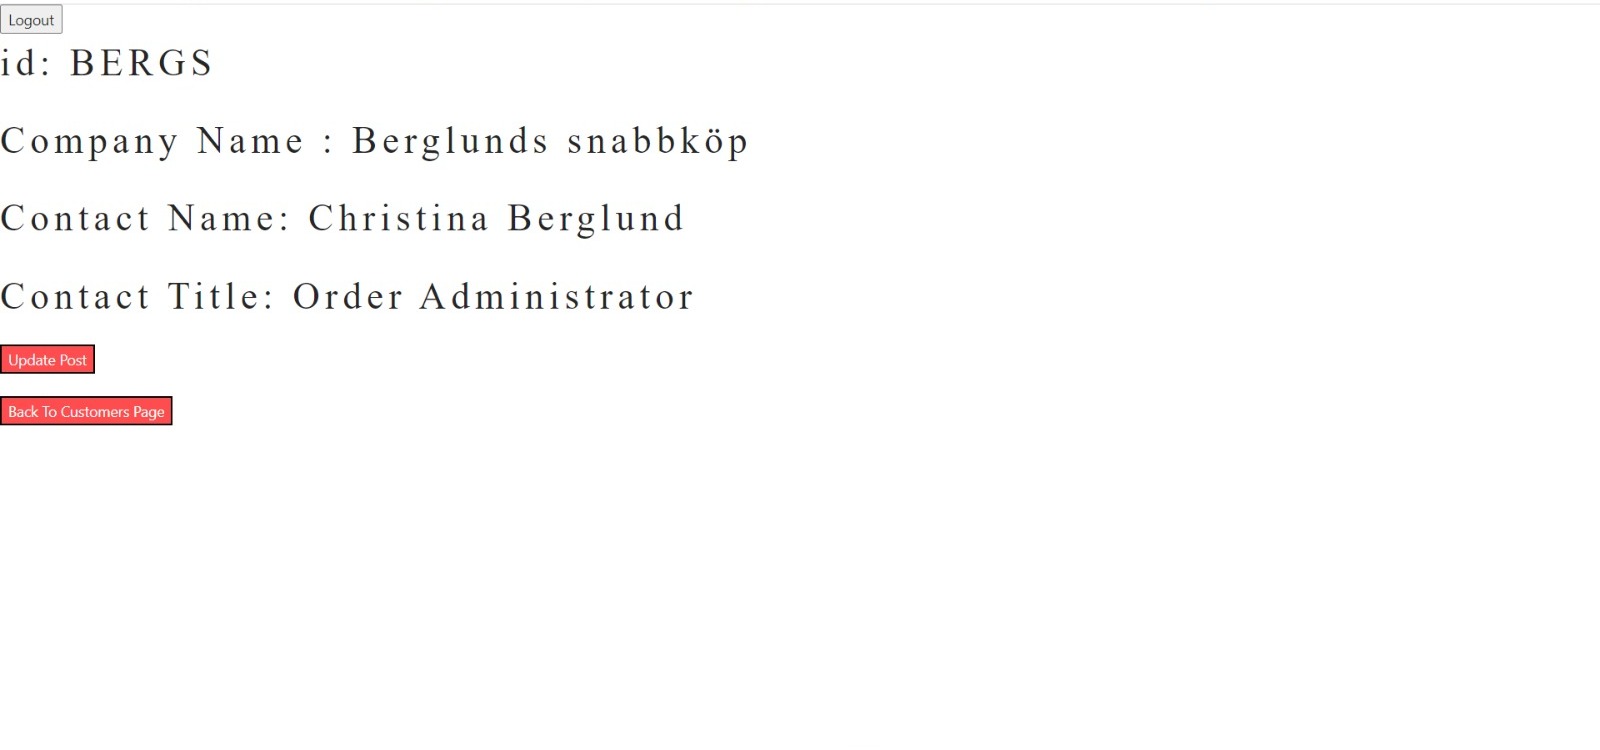 Logout
id: BERGS
Company Name : Berglunds snabbköp
Contact Name: Christina Berglund
Contact Title: Order Administrator
Update Post
Back To Customers Page